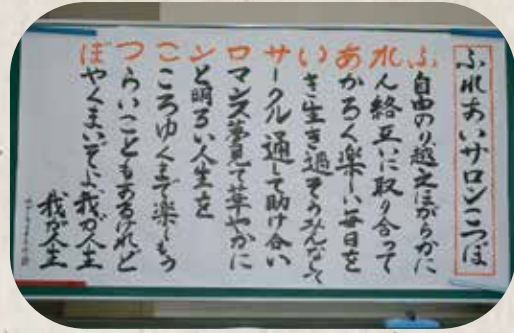 ふれあいサロンこつぼ
ふ自由のり越えほがらかに
れん絡互いに取り合って
あかるく楽しい毎日を
いき生き過そうみんなして
サークル通して助け合い
ロマンス夢見て華やかに
ンと明るい人生を
こころゆくまで楽しもう
つらいこともあるけれど
ぼやくまいぞよ我が人生
我が人生